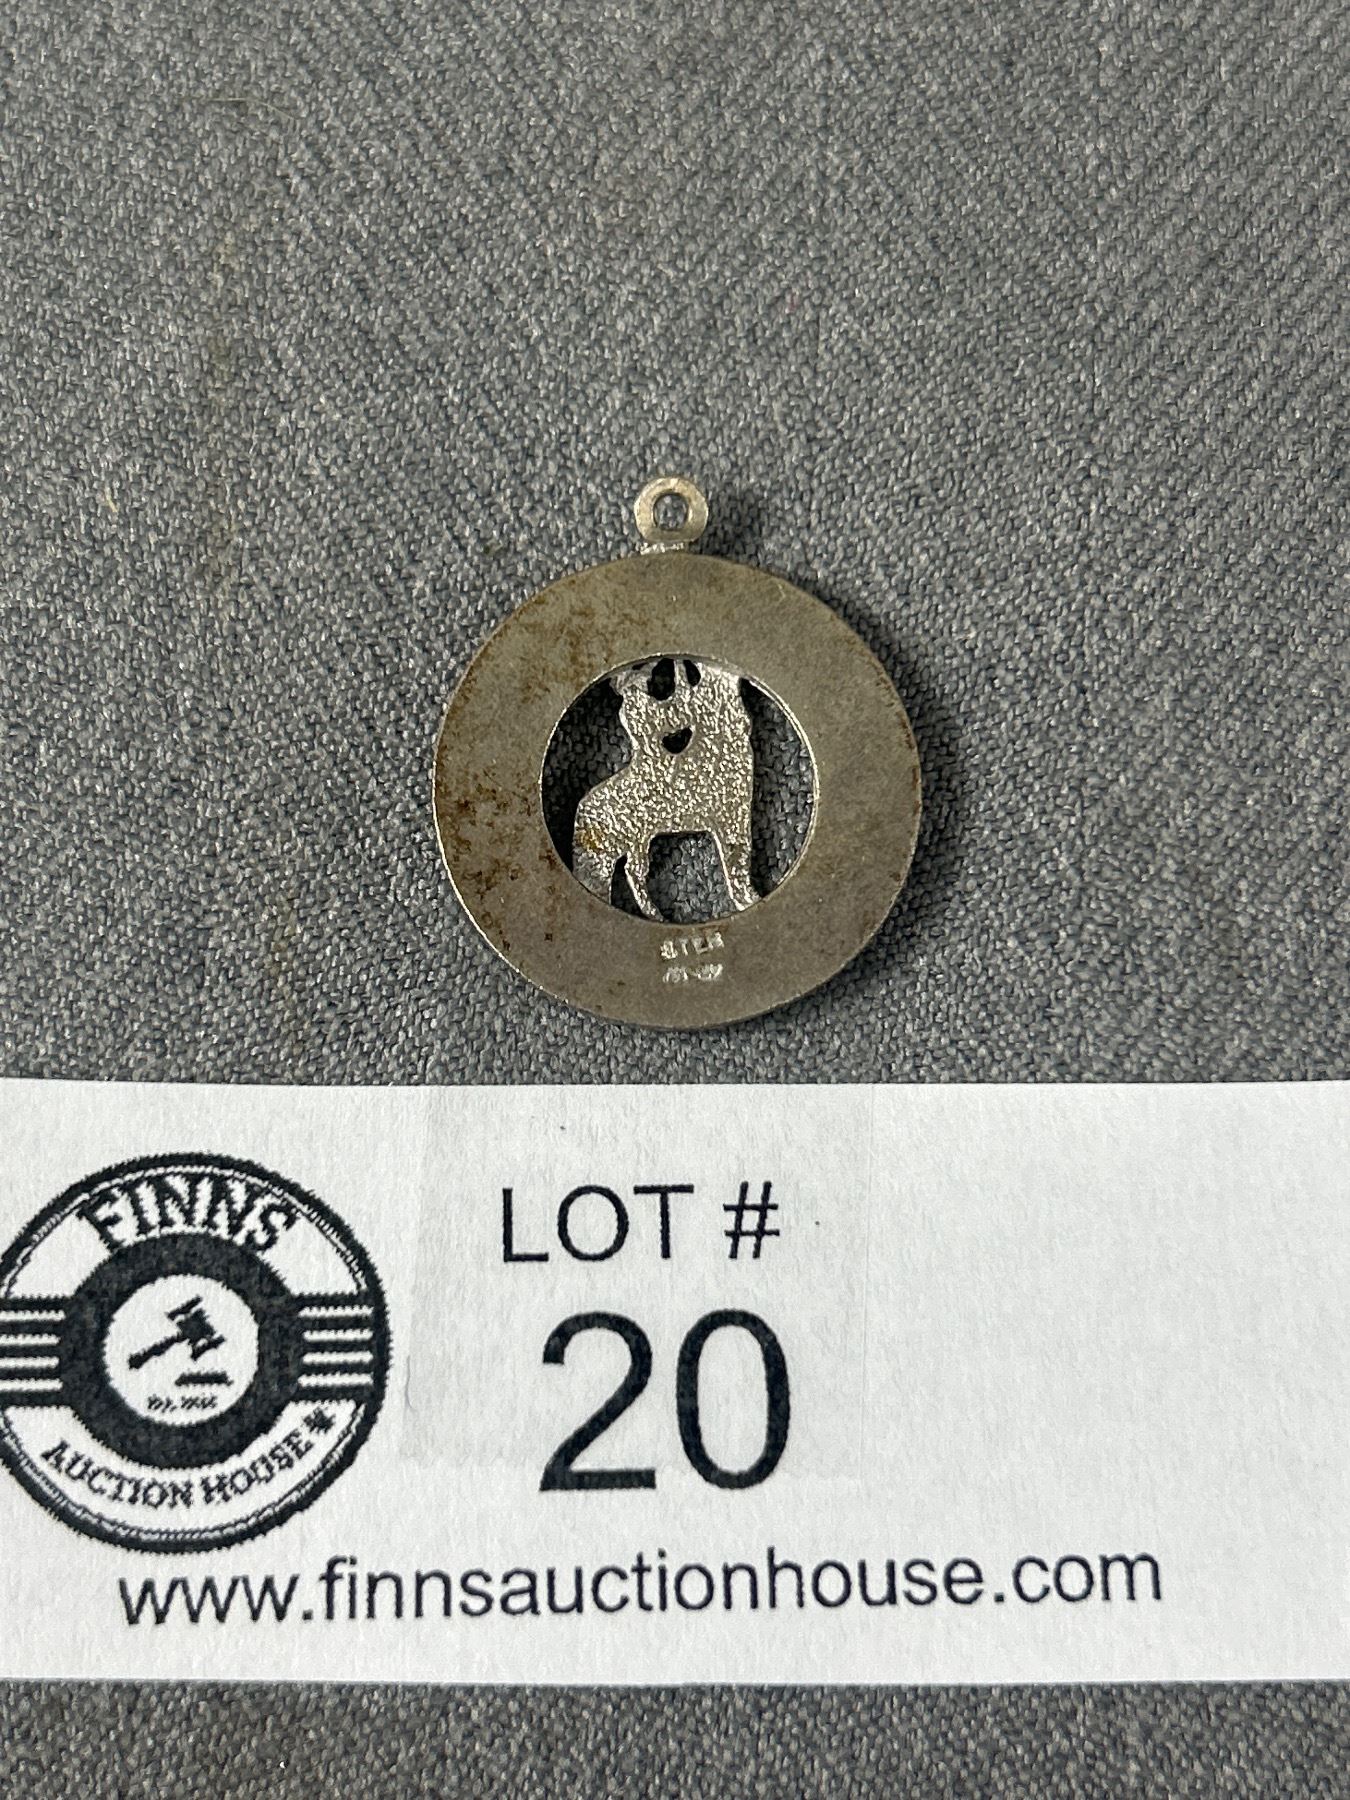 STER
FINNS
AUCTION HOUSE
LOT #
20
www.finnsauctionhouse.com